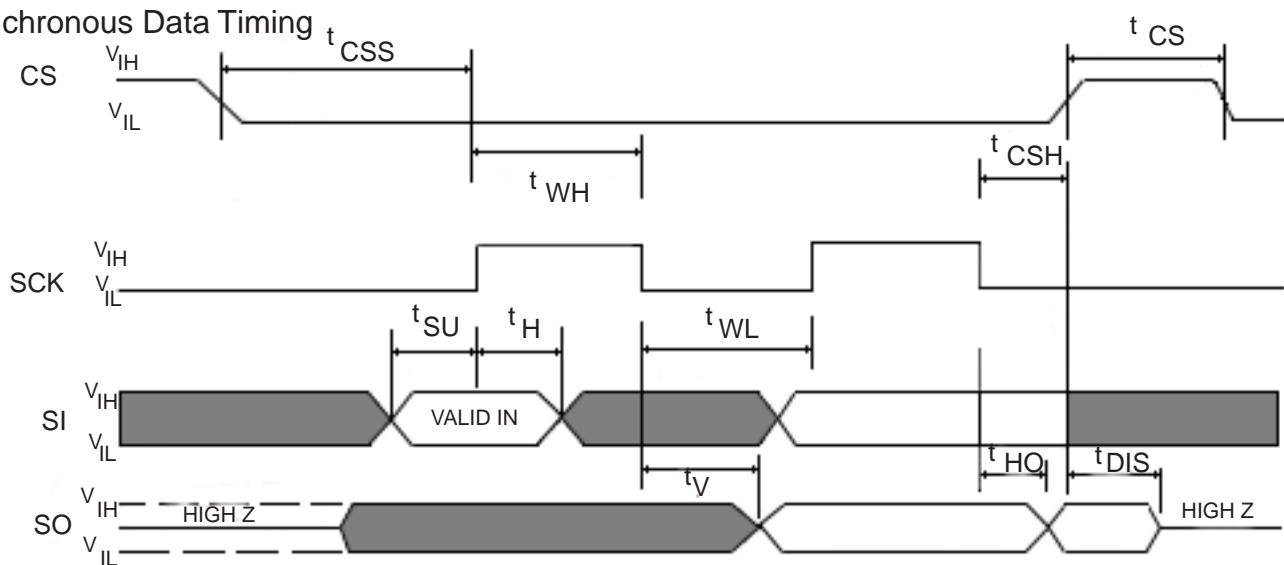 chronous Data Timing
t CSS
t CS
CS
VIH
VIL
t CSH
t WH
SCK
VIH
VIL
t SU
t H
t WL
SI
VIH
VIL
VALID IN
t HO
t DIS
tV
SO
VIH
VIL
HIGH Z
HIGH Z